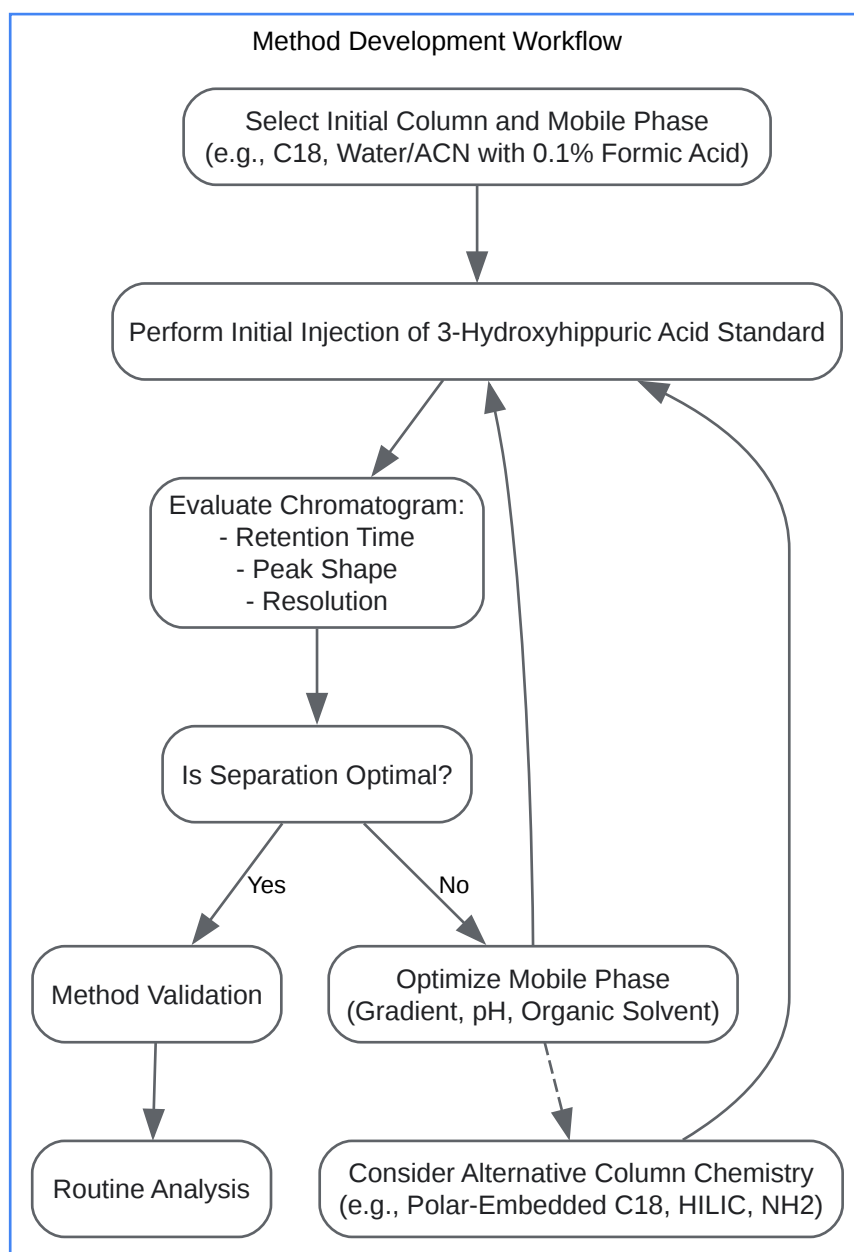 Method Development Workflow
Select Initial Column and Mobile Phase
(e.g., C18, Water/ACN with 0.1% Formic Acid)
Perform Initial Injection of 3-Hydroxyhippuric Acid Standard
Evaluate Chromatogram:
- Retention Time
- Peak Shape
- Resolution
Is Separation Optimal?
Yes
No
Method Validation
Optimize Mobile Phase
(Gradient, pH, Organic Solvent)
Routine Analysis
Consider Alternative Column Chemistry
(e.g., Polar-Embedded C18, HILIC, NH2)